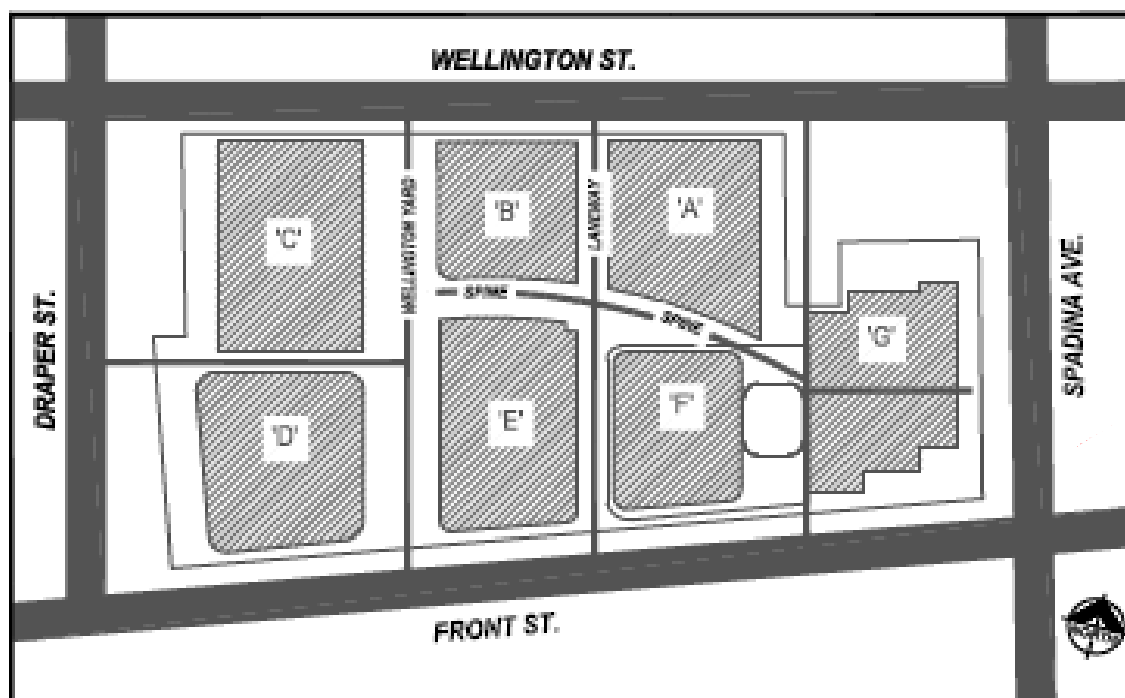 WELLINGTON ST.
'C'
WELLINGTON YARD
'B'
LANEWAY
'A'
SPINE
SPINE
'G'
DRAPER ST.
SPADINA AVE.
'D'
'E'
'F'
FRONT ST.